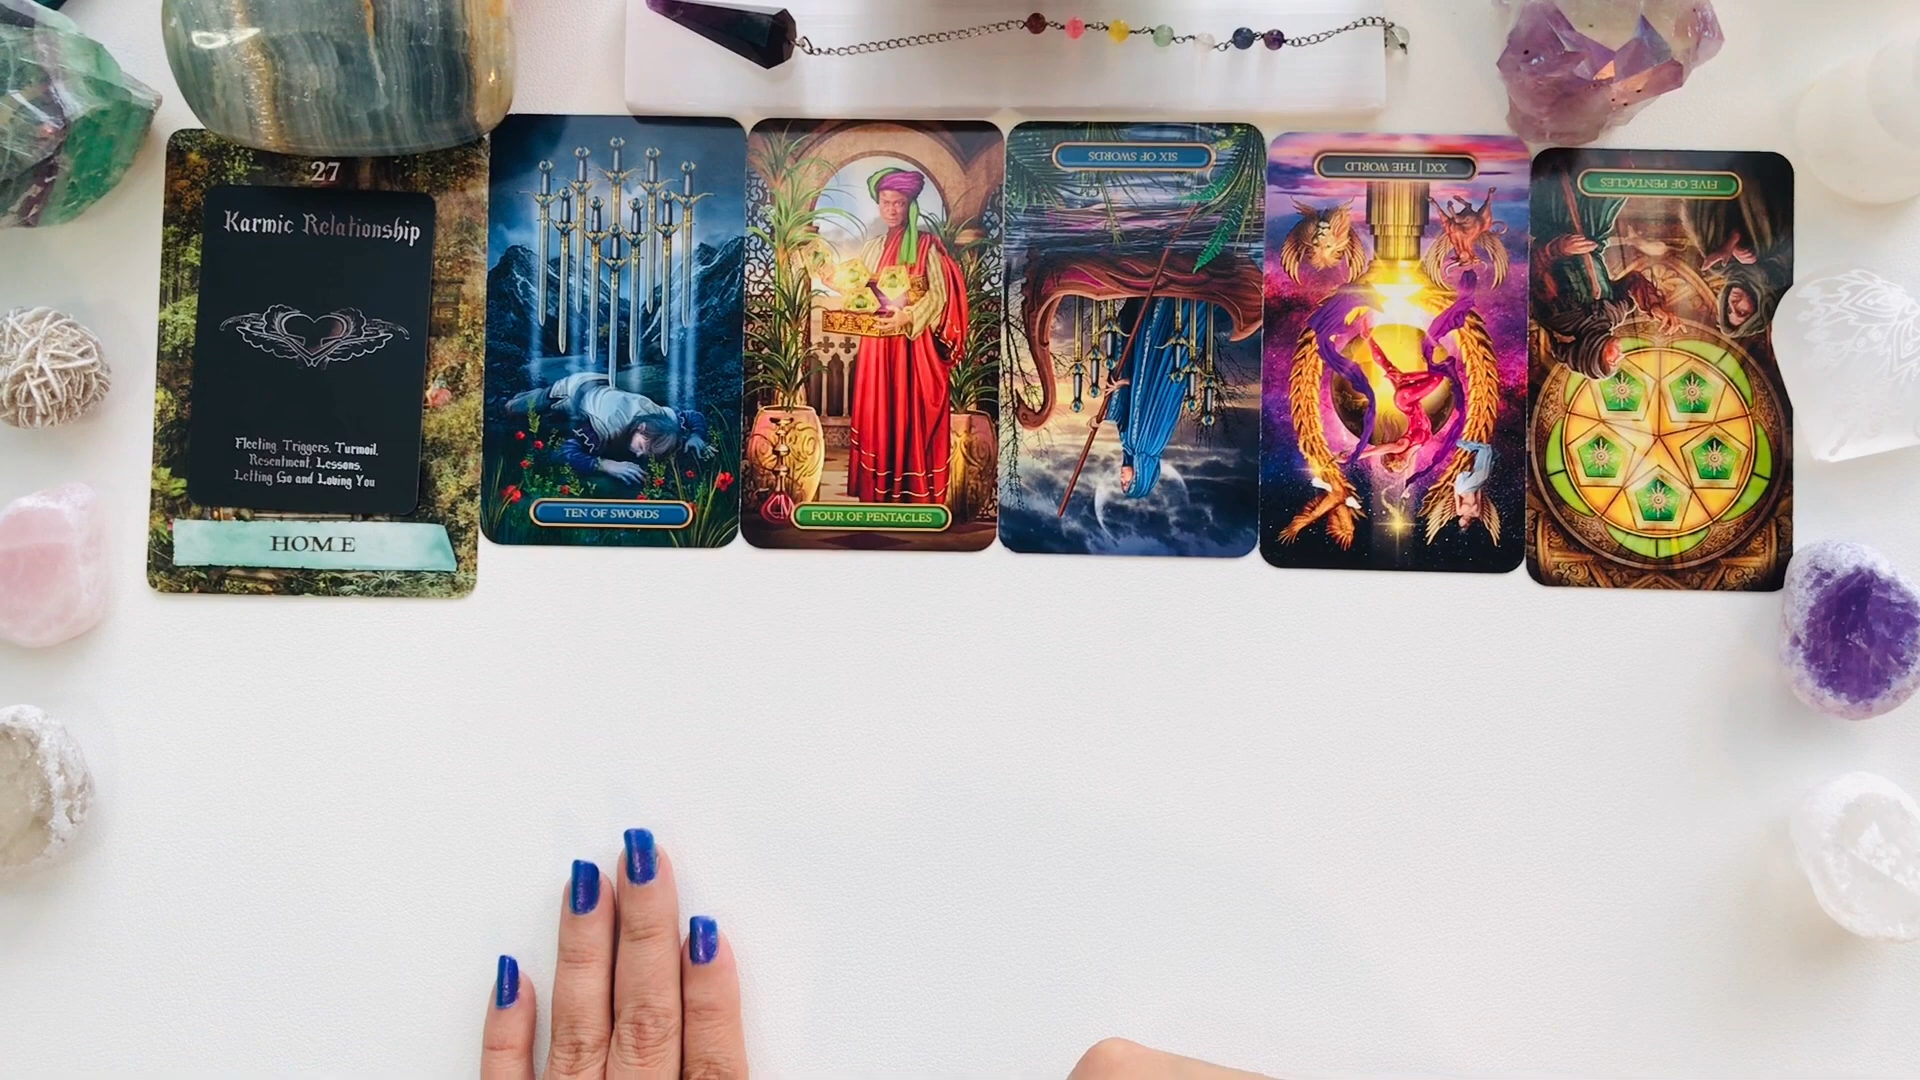 27
Karmic Relationship
Fleeting Triggers, Turmoil,
Resentment, Lessons,
Letting Go and Loving You
HOME
TEN OF SWORDS
FOUR OF PENTACLES
SIX OF SWORDS
XXI | THE WORLD
FIVE OF PENTACLES